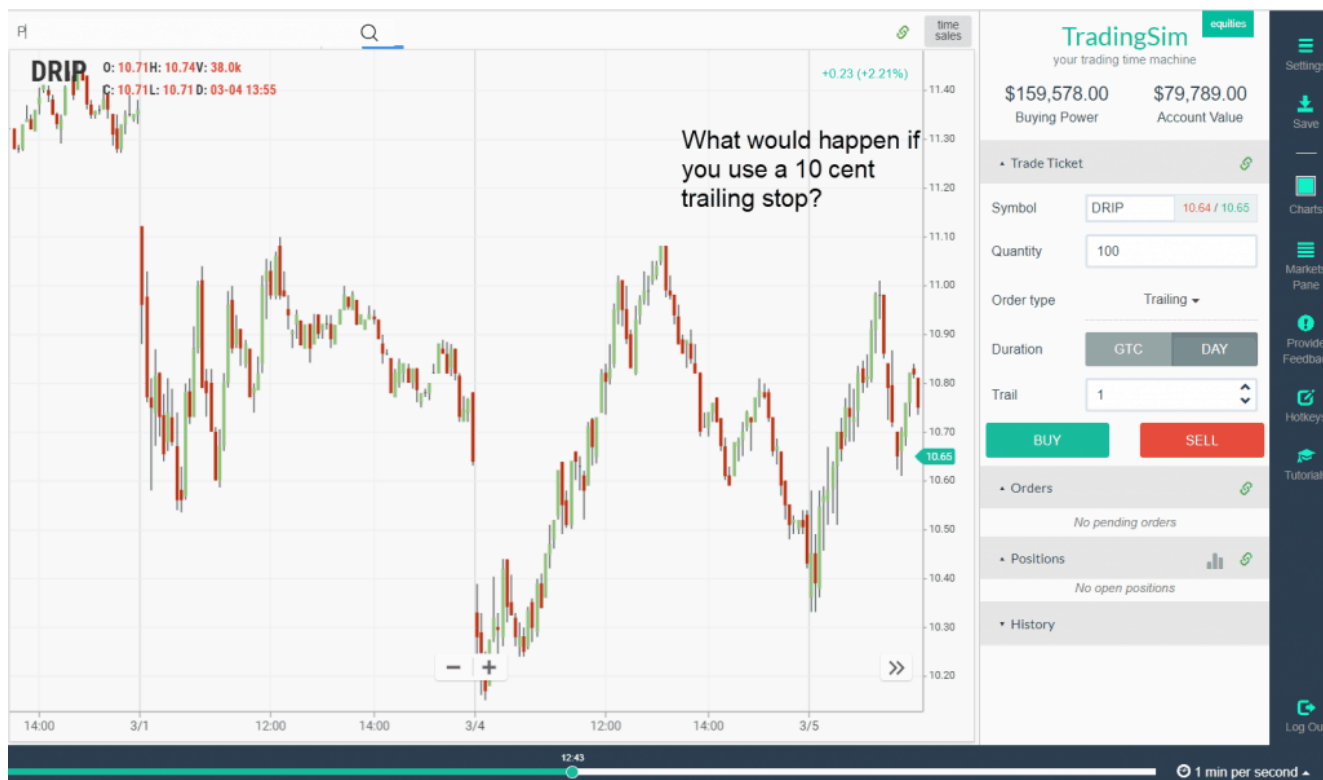 P
time
sales
DRIP
O: 10.71H: 10.74V: 38.0k
C: 10.71L: 10.71 D: 03-04 13:55
+0.23 (+2.21%)
What would happen if
you use a 10 cent
trailing stop?
11.40
11.30
11.20
11.10
11.00
10.90
10.80
10.70
10.65
10.60
10.50
10.40
10.30
10.20
14:00
3/1
12:00
14:00
3/4
12:00
14:00
3/5
equities
TradingSim
your trading time machine
$159,578.00
$79,789.00
Buying Power
Account Value
Trade Ticket
Symbol
DRIP
10.64 / 10.65
Quantity
100
Order type
Trailing
Duration
GTC
DAY
Trail
1
BUY
SELL
Orders
No pending orders
Positions
No open positions
History
Settings
Save
Charts
Markets
Pane
Provide
Feedbac
Hotkeys
Tutorial
Log Ou
12:43
1 min per second